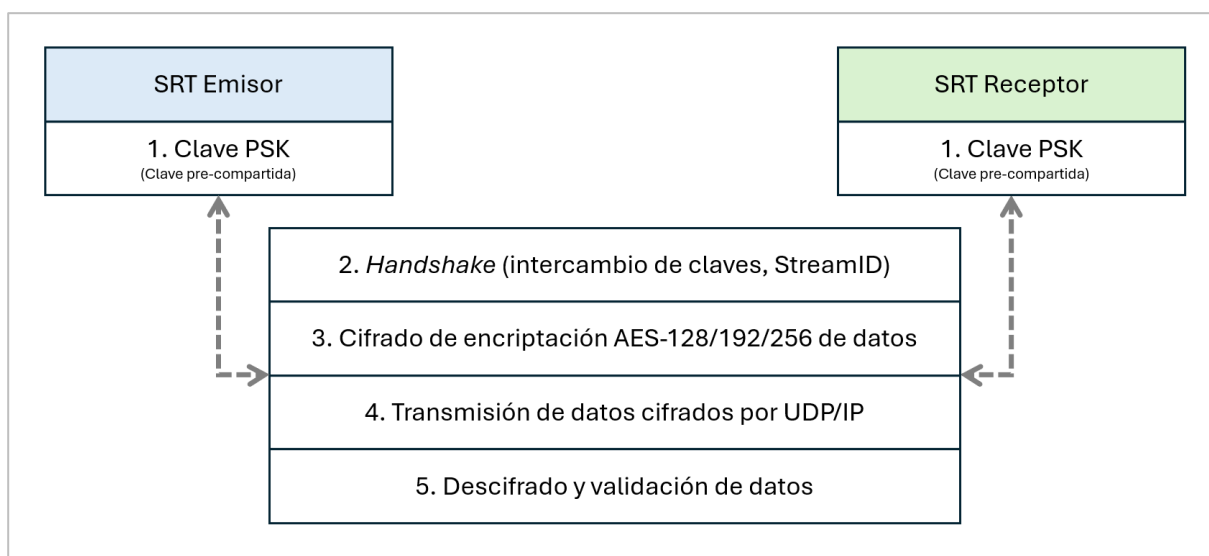 SRT Emisor
1. Clave PSK
(Clave pre-compartida)
SRT Receptor
1. Clave PSK
(Clave pre-compartida)
2. Handshake (intercambio de claves, StreamID)
3. Cifrado de encriptación AES-128/192/256 de datos
4. Transmisión de datos cifrados por UDP/IP
5. Descifrado y validación de datos